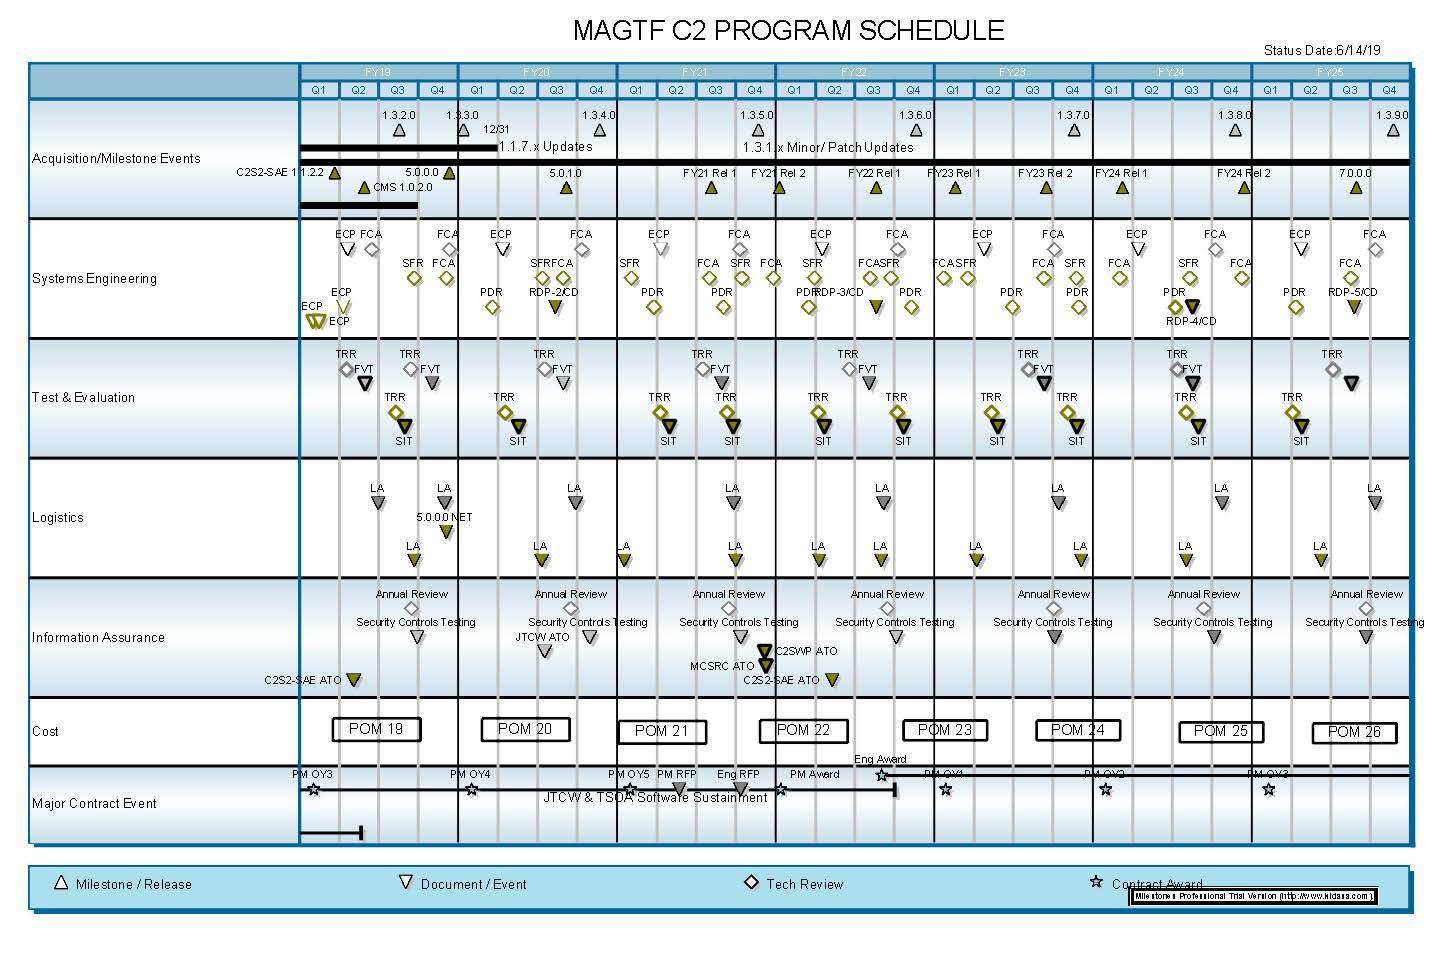 MAGTF C2 PROGRAM SCHEDULE
Status Date:6/14/19
FY19 FY20 FY21 FY22 FY23 FY24 FY25
Q1 Q2 Q3 Q4 Q1 Q2 Q3 Q4 Q1 Q2 Q3 Q4 Q1 Q2 Q3 Q4 Q1 Q2 Q3 Q4 Q1 Q2 Q3 Q4 Q1 Q2 Q3 Q4
Acquisition/Milestone Events
1.3.2.0 1.3.3.0 1.3.4.0 1.3.5.0 1.3.6.0 1.3.7.0 1.3.8.0 1.3.9.0
12/31
1.1.7.x Updates 1.3.1.x Minor/ Patch Updates
C2S2-SAE 1.1.2.2 5.0.0.0 5.0.1.0 FY21 Rel 1 FY21 Rel 2 FY22 Rel 1 FY23 Rel 1 FY23 Rel 2 FY24 Rel 1 FY24 Rel 2 7.0.0.0
CMS 1.0.2.0
Systems Engineering
ECP FCA FCA ECP FCA ECP FCA ECP FCA ECP FCA ECP FCA ECP FCA
SFR FCA SFR FCA SFR FCA SFR FCA SFR FCA SFR FCA SFR FCA SFR FCA SFR FCA FCA
ECP PDR RDP-2/CD PDR PDR PDR RDP-3/CD PDR PDR PDR PDR PDR RDP-5/CD
ECP ECP RDP-4/CD
Test & Evaluation
TRR TRR TRR TRR TRR TRR TRR TRR
FVT FVT FVT FVT FVT FVT FVT
TRR TRR TRR TRR TRR TRR TRR TRR TRR TRR
SIT SIT SIT SIT SIT SIT SIT SIT SIT SIT
Logistics
LA LA LA LA LA LA LA LA
5.0.0.0 NET
LA LA LA LA LA LA LA LA LA LA
Information Assurance
Annual Review Annual Review Annual Review Annual Review Annual Review Annual Review Annual Review
Security Controls Testing Security Controls Testing Security Controls Testing Security Controls Testing Security Controls Testing Security Controls Testing Security Controls Testing
JTCW ATO
C2SWP ATO
MCSRC ATO
C2S2-SAE ATO C2S2-SAE ATO
Cost
POM 19 POM 20 POM 21 POM 22 POM 23 POM 24 POM 25 POM 26
Major Contract Event
Eng Award
PM OY3 PM OY4 PM OY5 PM RFP Eng RFP PM Award PM OY1 PM OY2 PM OY3
JTCW & TSOA Software Sustainment
Milestone / Release Document / Event Tech Review Contract Award
Milestones Professional Trial Version (http://www.kidasa.com)